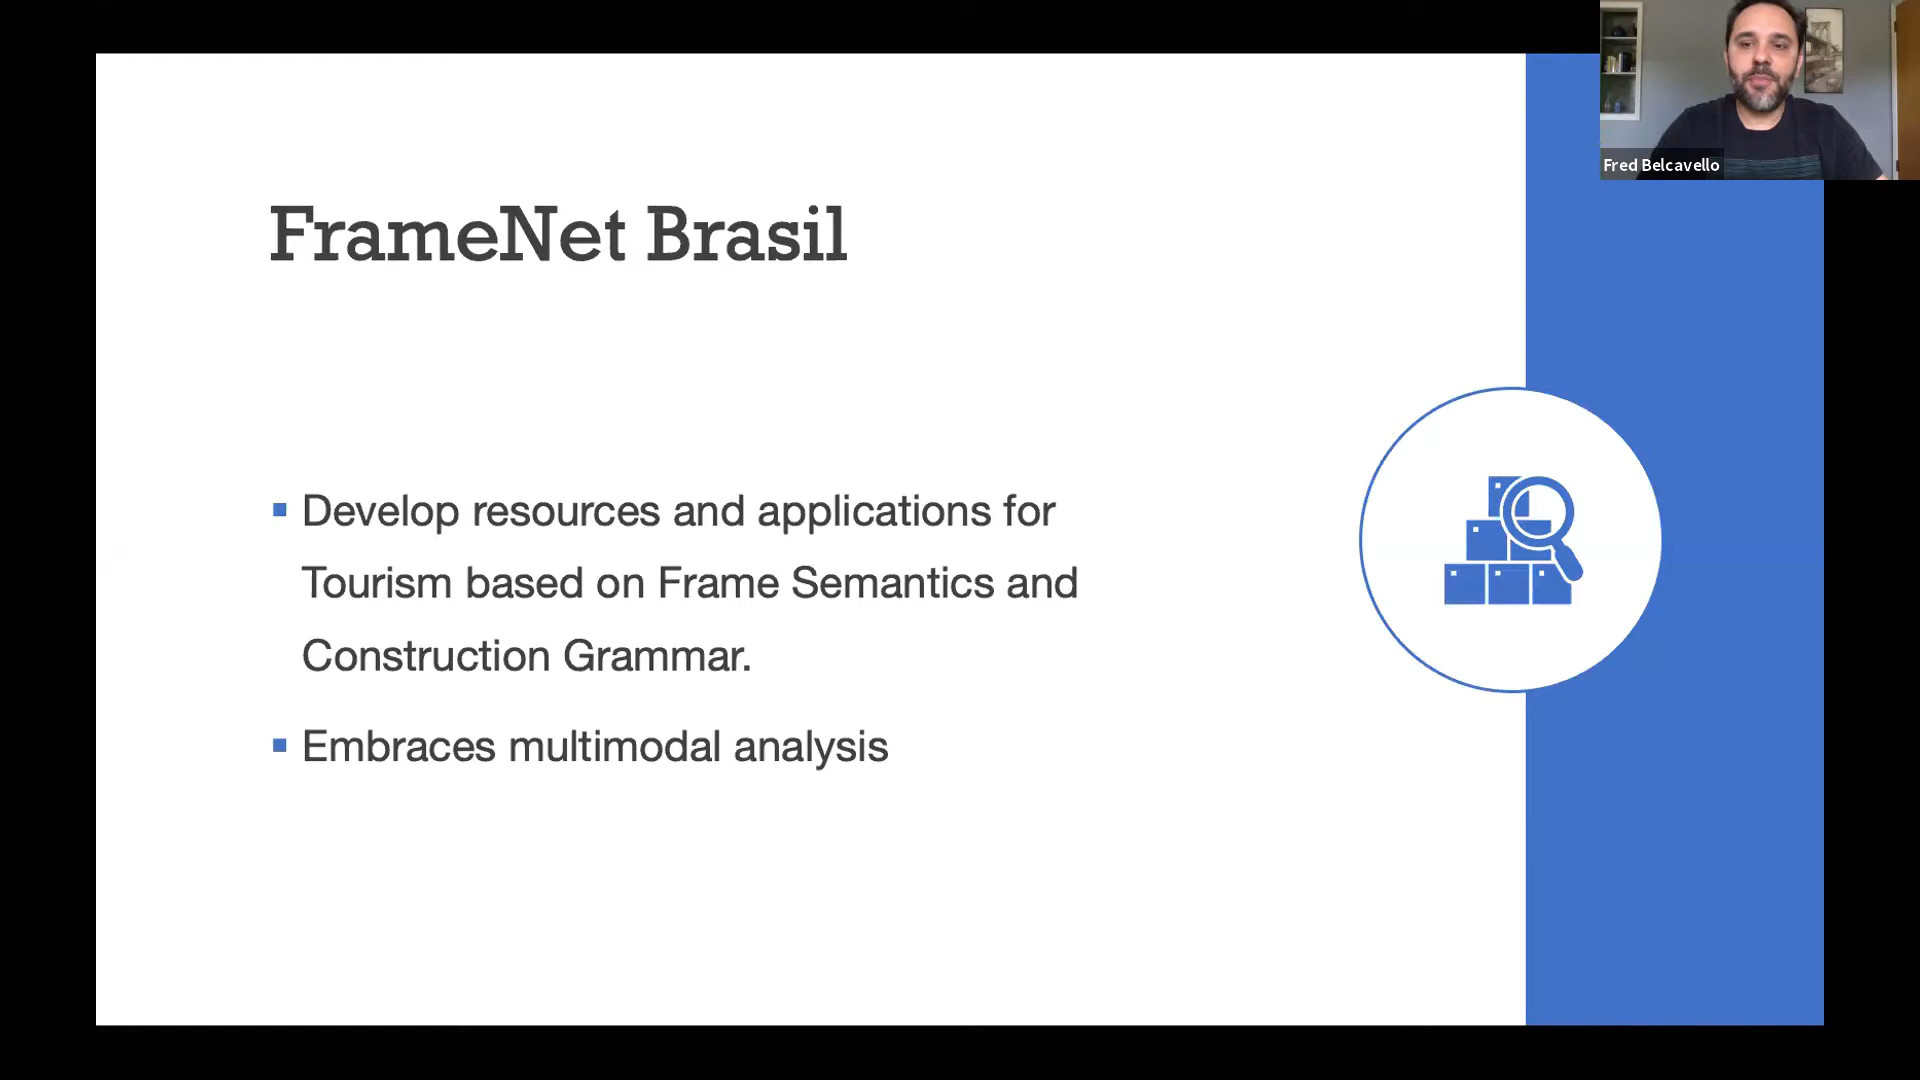 FrameNet Brasil
Develop resources and applications for
Tourism based on Frame Semantics and
Construction Grammar.
Embraces multimodal analysis
Fred Belcavello